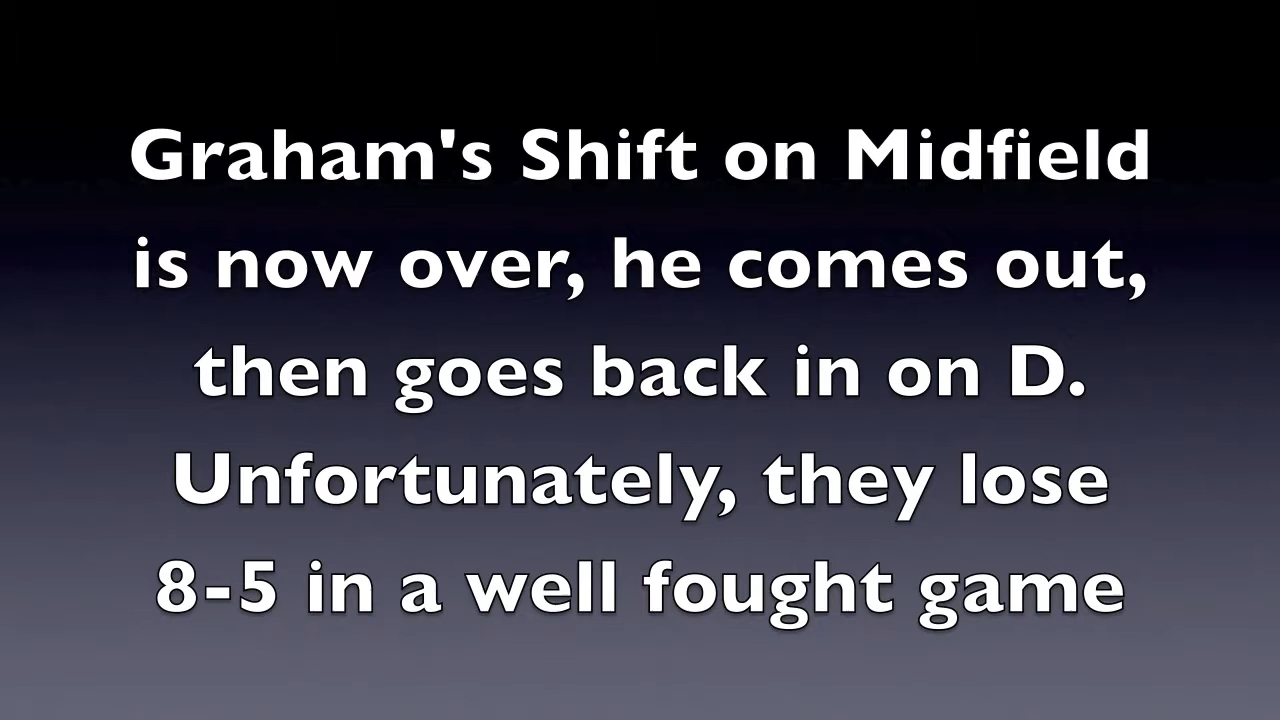 Graham's Shift on Midfield
is now over, he comes out,
then goes back in on D.
Unfortunately, they lose
8-5 in a well fought game